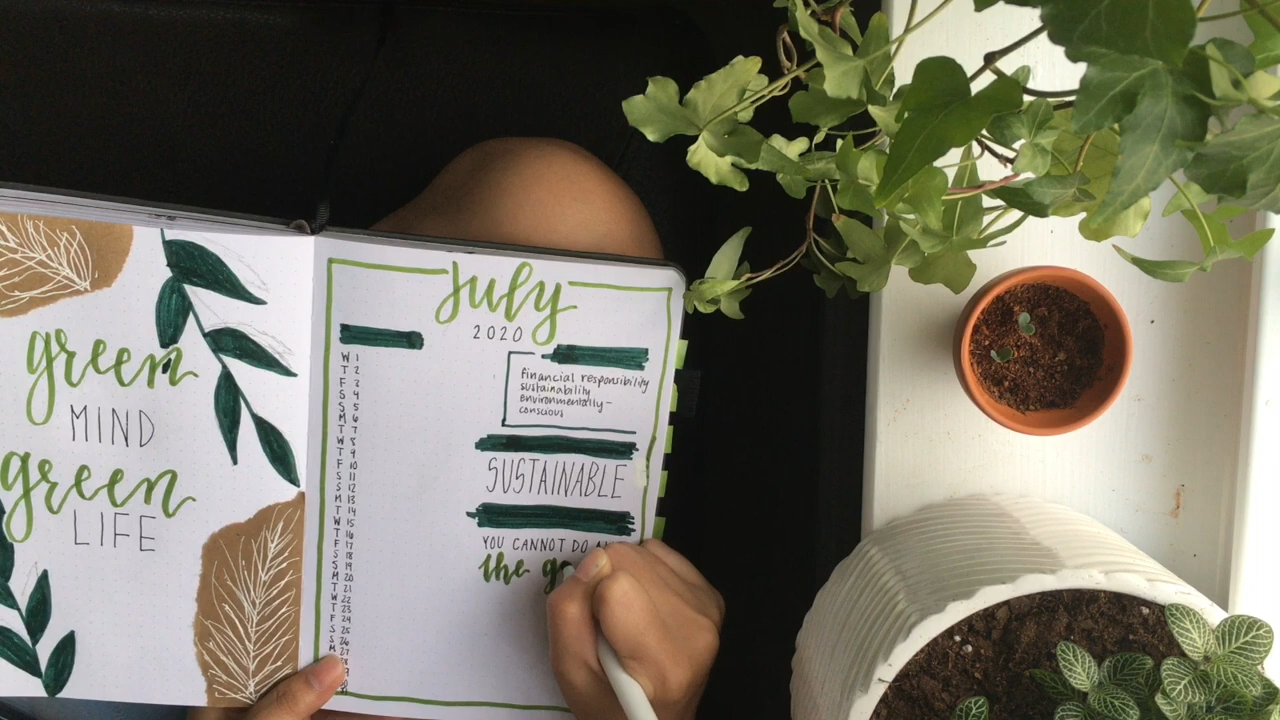 green
MIND
green
LIFE
July
2020
W 1
T 2
F 3
S 4
S 5
M 6
T 7
W 8
T 9
F 10
S 11
S 12
M 13
T 14
W 15
T 16
F 17
S 18
S 19
M 20
T 21
W 22
T 23
F 24
S 25
S 26
M 27
financial responsibility
sustainability
environmentally-
conscious
SUSTAINABLE
YOU CANNOT DO
the